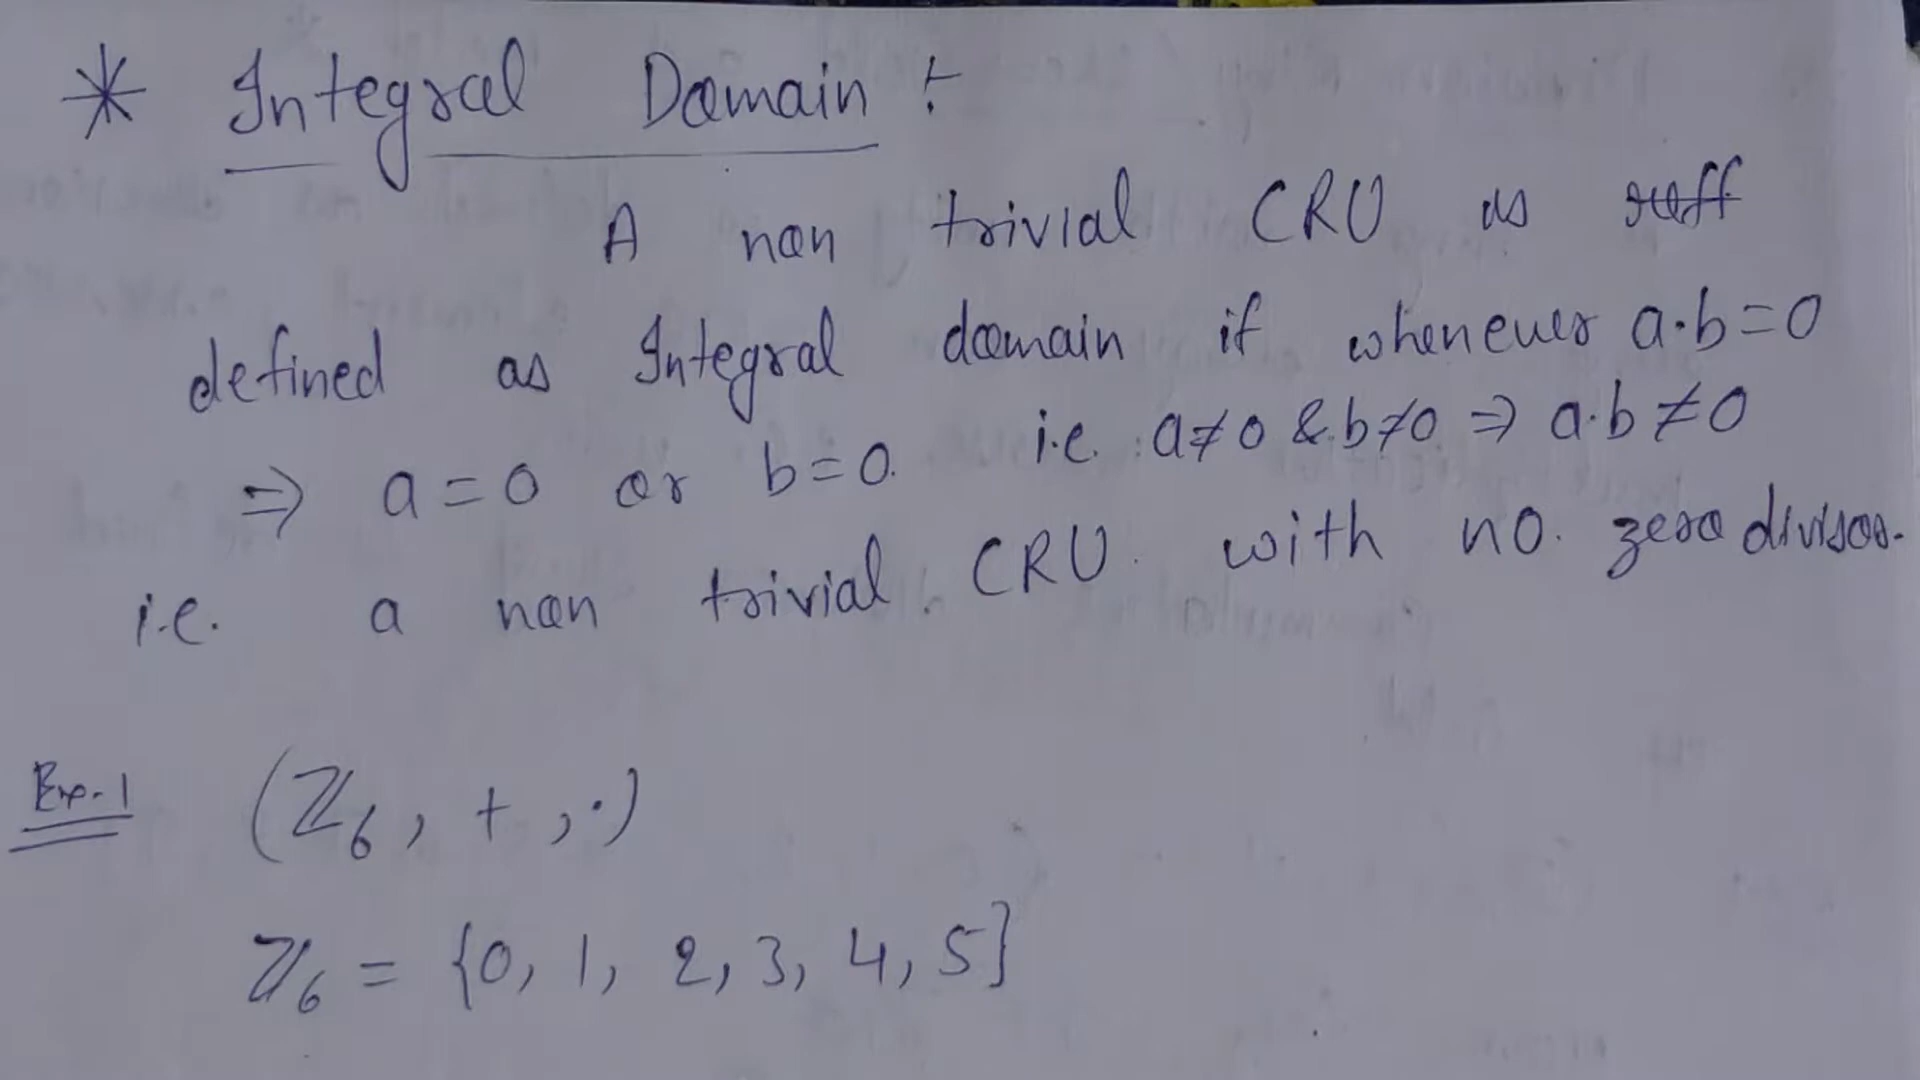 * Integral Domain :-
A non trivial CRU is
defined as Integral domain if whenever a·b=0
⇒ a=0 or b=0. i.e. a≠0 & b≠0 ⇒ a·b≠0
i.e. a non trivial CRU with no. zero divisor.
Exp.1 (ℤ₆, +, ·)
ℤ₆ = {0, 1, 2, 3, 4, 5}